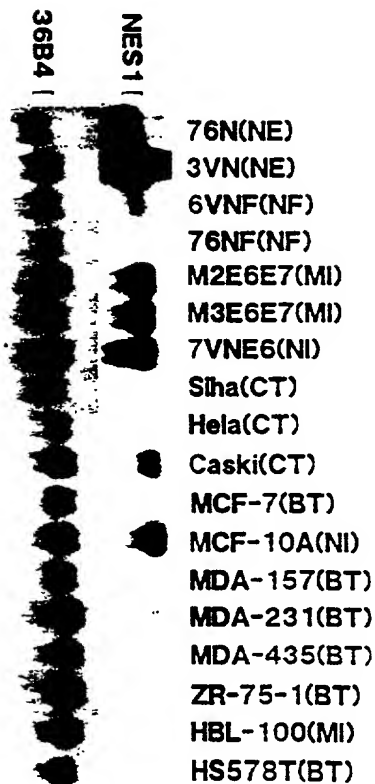 36B4
NES1
76N(NE)
3VN(NE)
6VNF(NF)
76NF(NF)
M2E6E7(MI)
M3E6E7(MI)
7VNE6(NI)
Siha(CT)
Hela(CT)
Caski(CT)
MCF-7(BT)
MCF-10A(NI)
MDA-157(BT)
MDA-231(BT)
MDA-435(BT)
ZR-75-1(BT)
HBL-100(MI)
HS578T(BT)